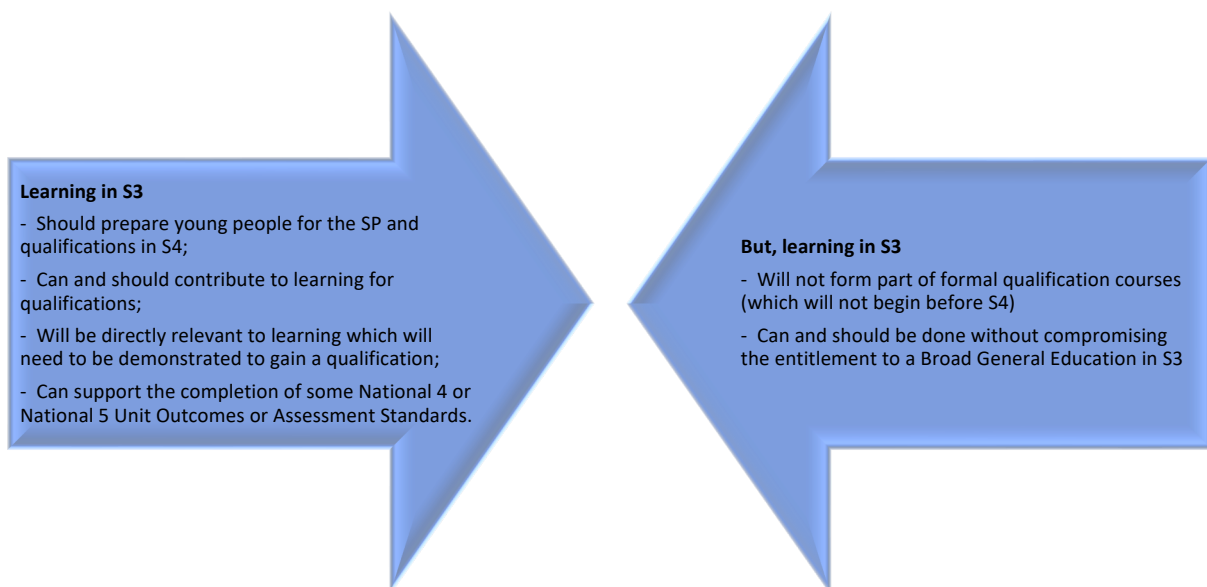 Learning in S3
- Should prepare young people for the SP and
qualifications in S4;
- Can and should contribute to learning for
qualifications;
- Will be directly relevant to learning which will
need to be demonstrated to gain a qualification;
- Can support the completion of some National 4 or
National 5 Unit Outcomes or Assessment Standards.
But, learning in S3
- Will not form part of formal qualification courses
(which will not begin before S4)
- Can and should be done without compromising
the entitlement to a Broad General Education in S3